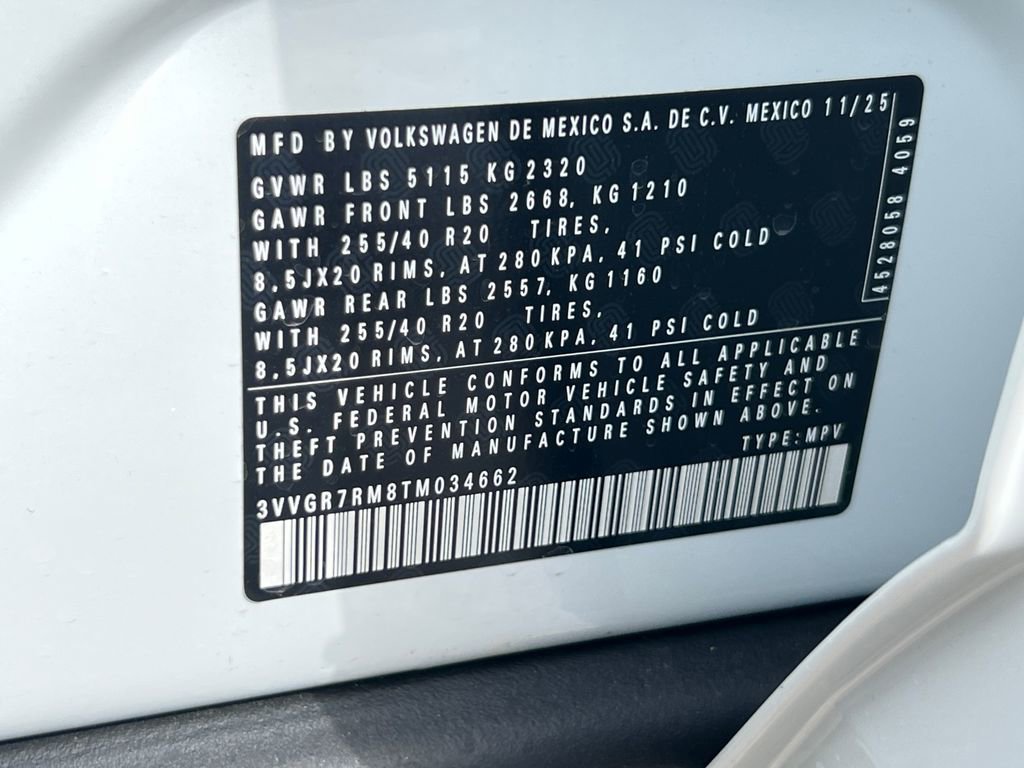 MFD BY VOLKSWAGEN DE MEXICO S.A. DE C.V. MEXICO 11/25
GVWR LBS 5115 KG 2320
GAWR FRONT LBS 2668, KG 1210
WITH 255/40 R20 TIRES,
8,5JX20 RIMS, AT 280 KPA, 41 PSI COLD
GAWR REAR LBS 2557, KG 1160
WITH 255/40 R20 TIRES,
8,5JX20 RIMS, AT 280 KPA, 41 PSI COLD
4528058 4059
THIS VEHICLE CONFORMS TO ALL APPLICABLE
U.S. FEDERAL MOTOR VEHICLE SAFETY AND
THEFT PREVENTION STANDARDS IN EFFECT ON
THE DATE OF MANUFACTURE SHOWN ABOVE.
TYPE: MPV
3VVGR7RM8TM034662